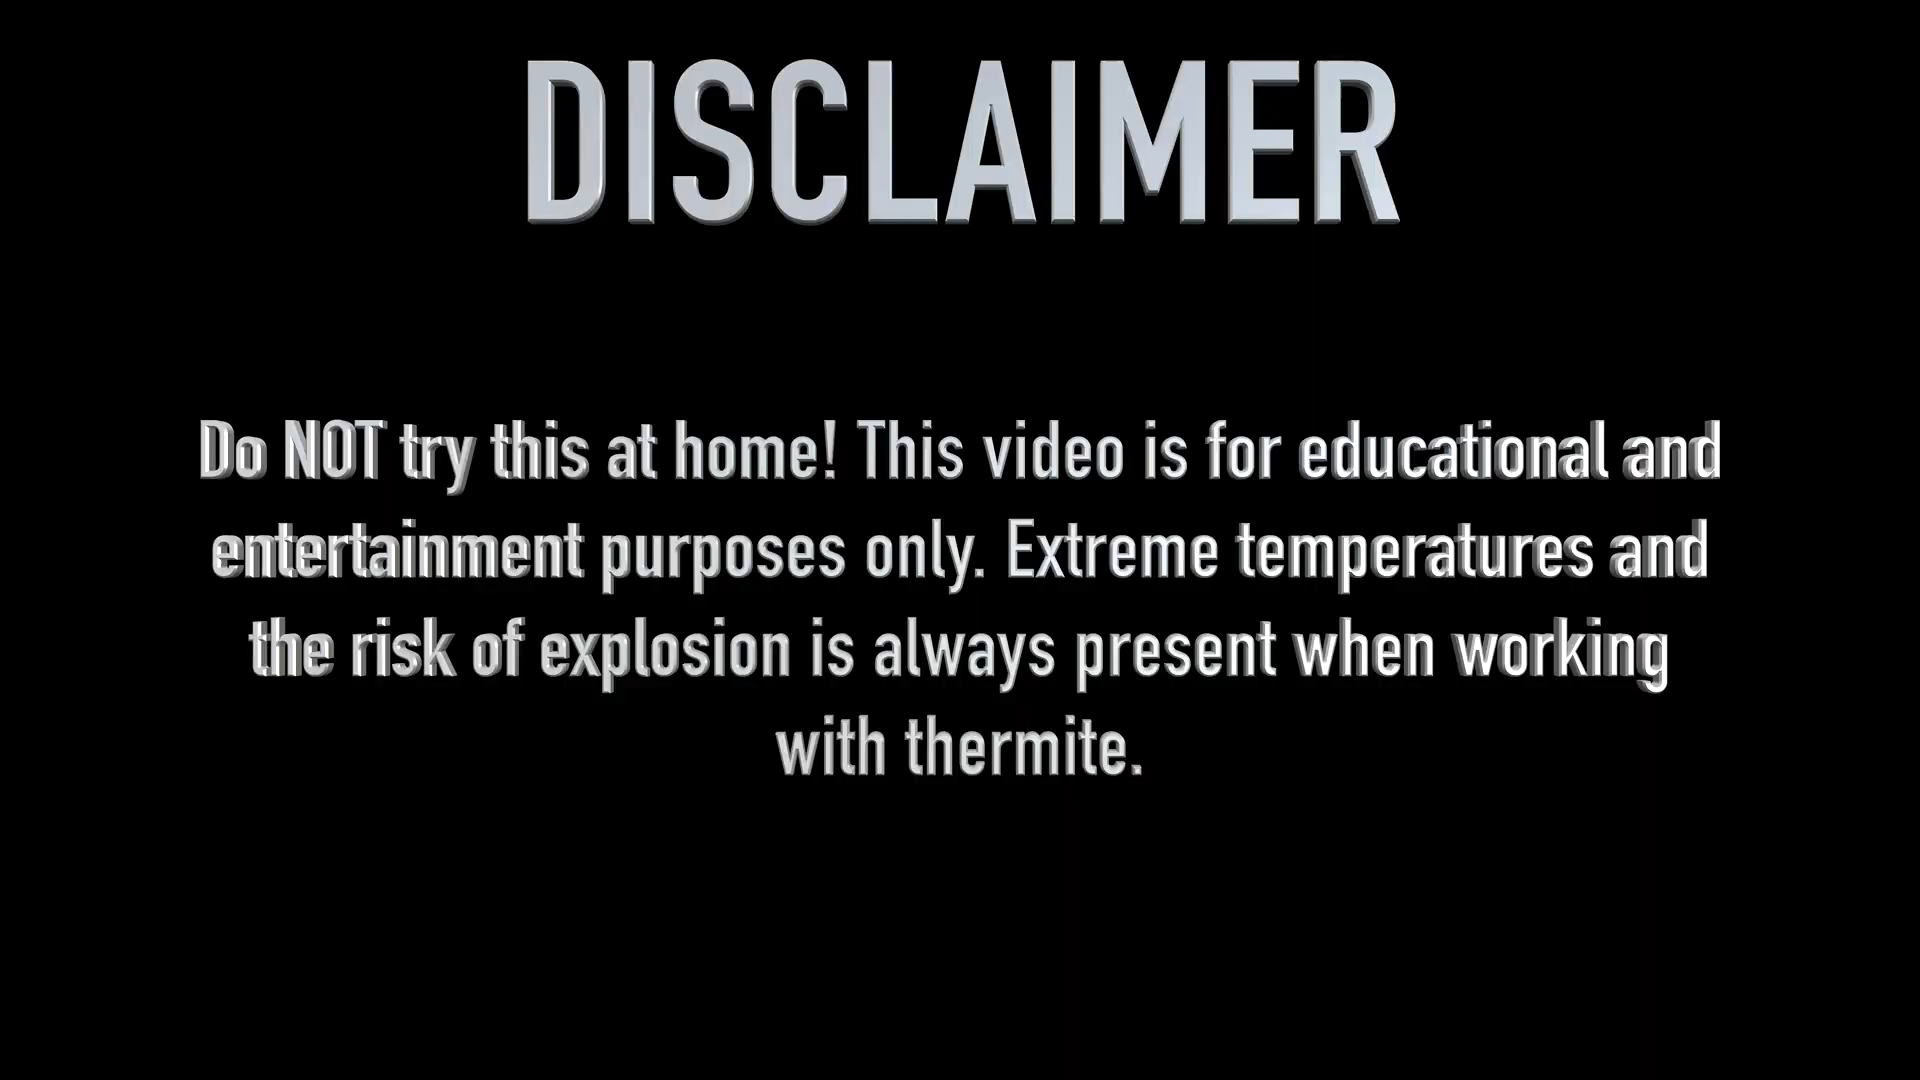 DISCLAIMER
Do NOT try this at home! This video is for educational and
entertainment purposes only. Extreme temperatures and
the risk of explosion is always present when working
with thermite.